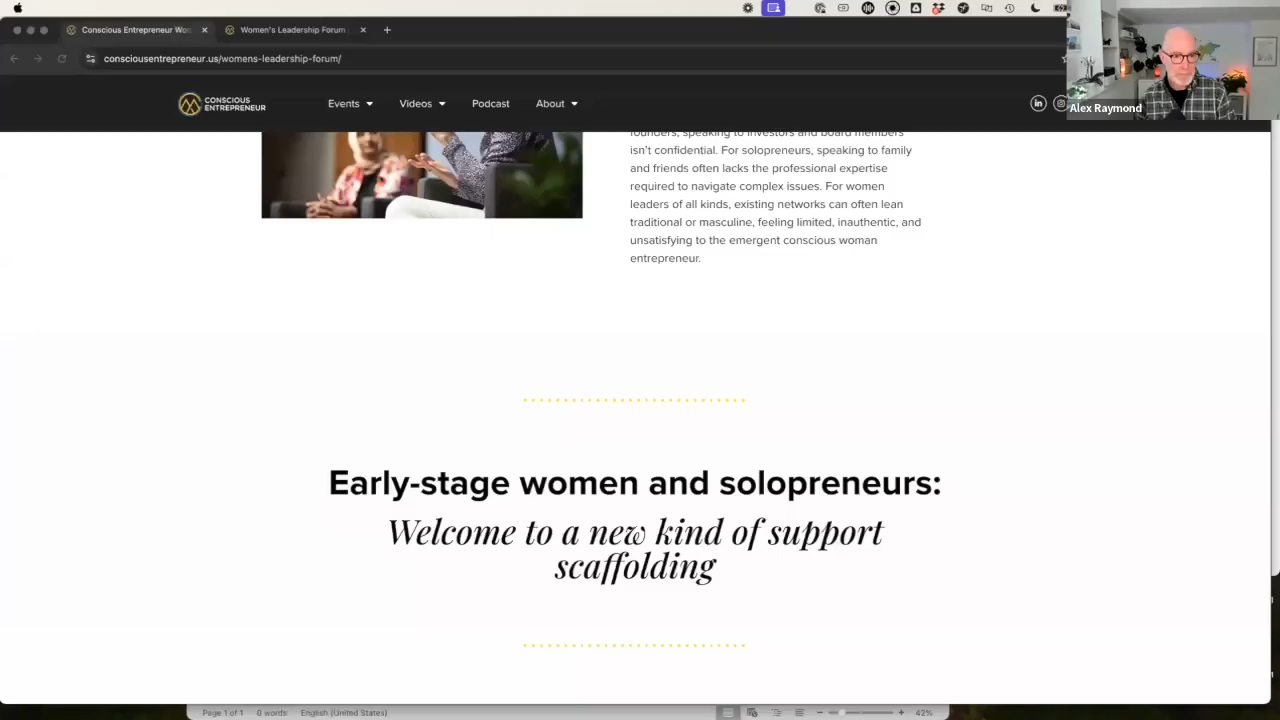 Conscious Entrepreneur Wo
Women's Leadership Forum
consciousentrepreneur.us/womens-leadership-forum/
CONSCIOUS
ENTREPRENEUR
Events
Videos
Podcast
About
in
Alex Raymond
founders, speaking to investors and board members
isn't confidential. For solopreneurs, speaking to family
and friends often lacks the professional expertise
required to navigate complex issues. For women
leaders of all kinds, existing networks can often lean
traditional or masculine, feeling limited, inauthentic, and
unsatisfying to the emergent conscious woman
entrepreneur.
Early-stage women and solopreneurs:
Welcome to a new kind of support
scaffolding
Page 1 of 1 0 words English (United States) 42%